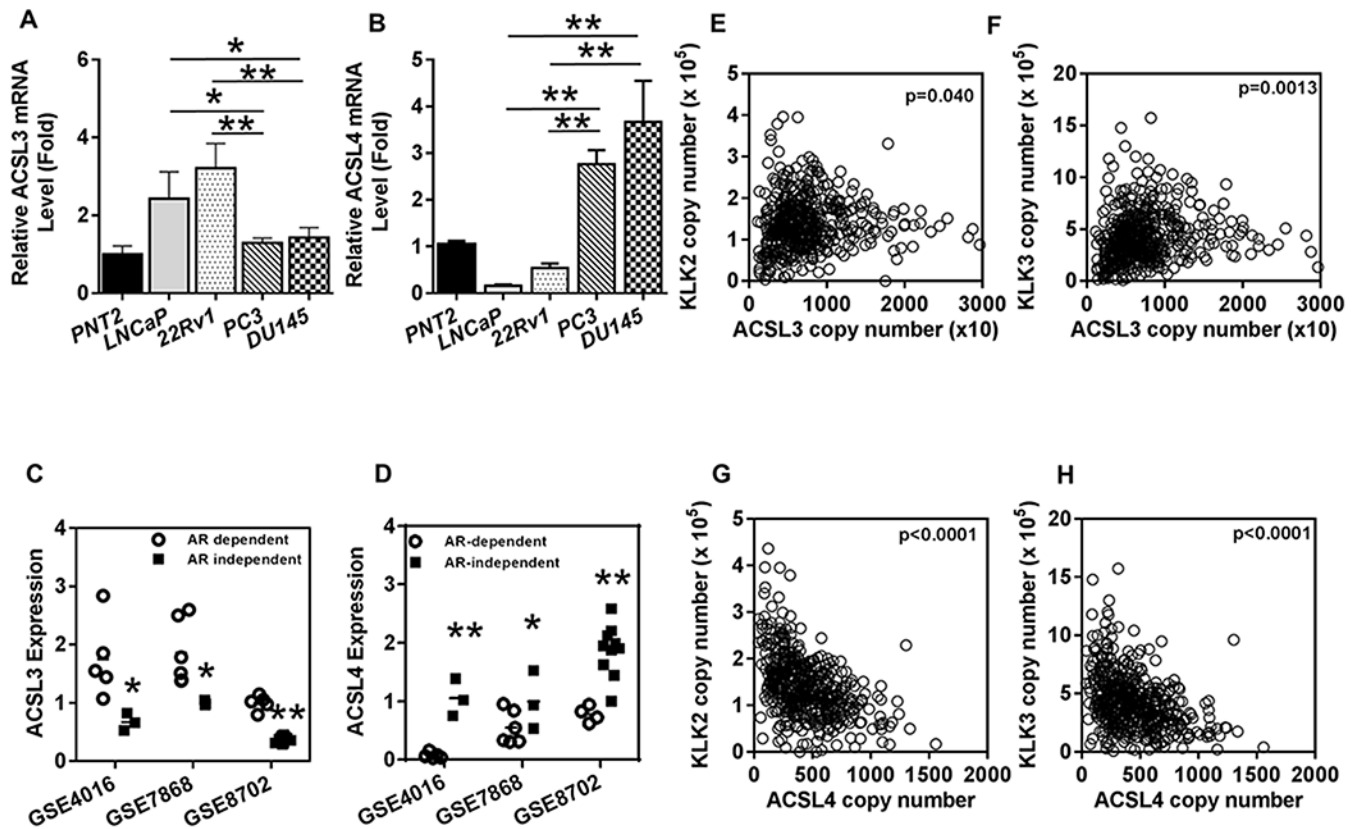 A
Relative ACSL3 mRNA
Level (Fold)
6
4
2
0
*
**
*
**
PNT2
LNCaP
22Rv1
PC3
DU145
B
Relative ACSL4 mRNA
Level (Fold)
5
4
3
2
1
0
**
**
**
**
PNT2
LNCaP
22Rv1
PC3
DU145
E
KLK2 copy number (x 10⁵)
5
4
3
2
1
0
p=0.040
0
1000
2000
3000
ACSL3 copy number (x10)
F
KLK3 copy number (x 10⁵)
20
15
10
5
0
p=0.0013
0
1000
2000
3000
ACSL3 copy number (x10)
C
ACSL3 Expression
4
3
2
1
0
AR dependent
AR independent
*
*
**
GSE4016
GSE7868
GSE8702
D
ACSL4 Expression
4
3
2
1
0
AR-dependent
AR-independent
**
*
**
GSE4016
GSE7868
GSE8702
G
KLK2 copy number (x 10⁵)
5
4
3
2
1
0
p<0.0001
0
500
1000
1500
2000
ACSL4 copy number
H
KLK3 copy number (x 10⁵)
20
15
10
5
0
p<0.0001
0
500
1000
1500
2000
ACSL4 copy number